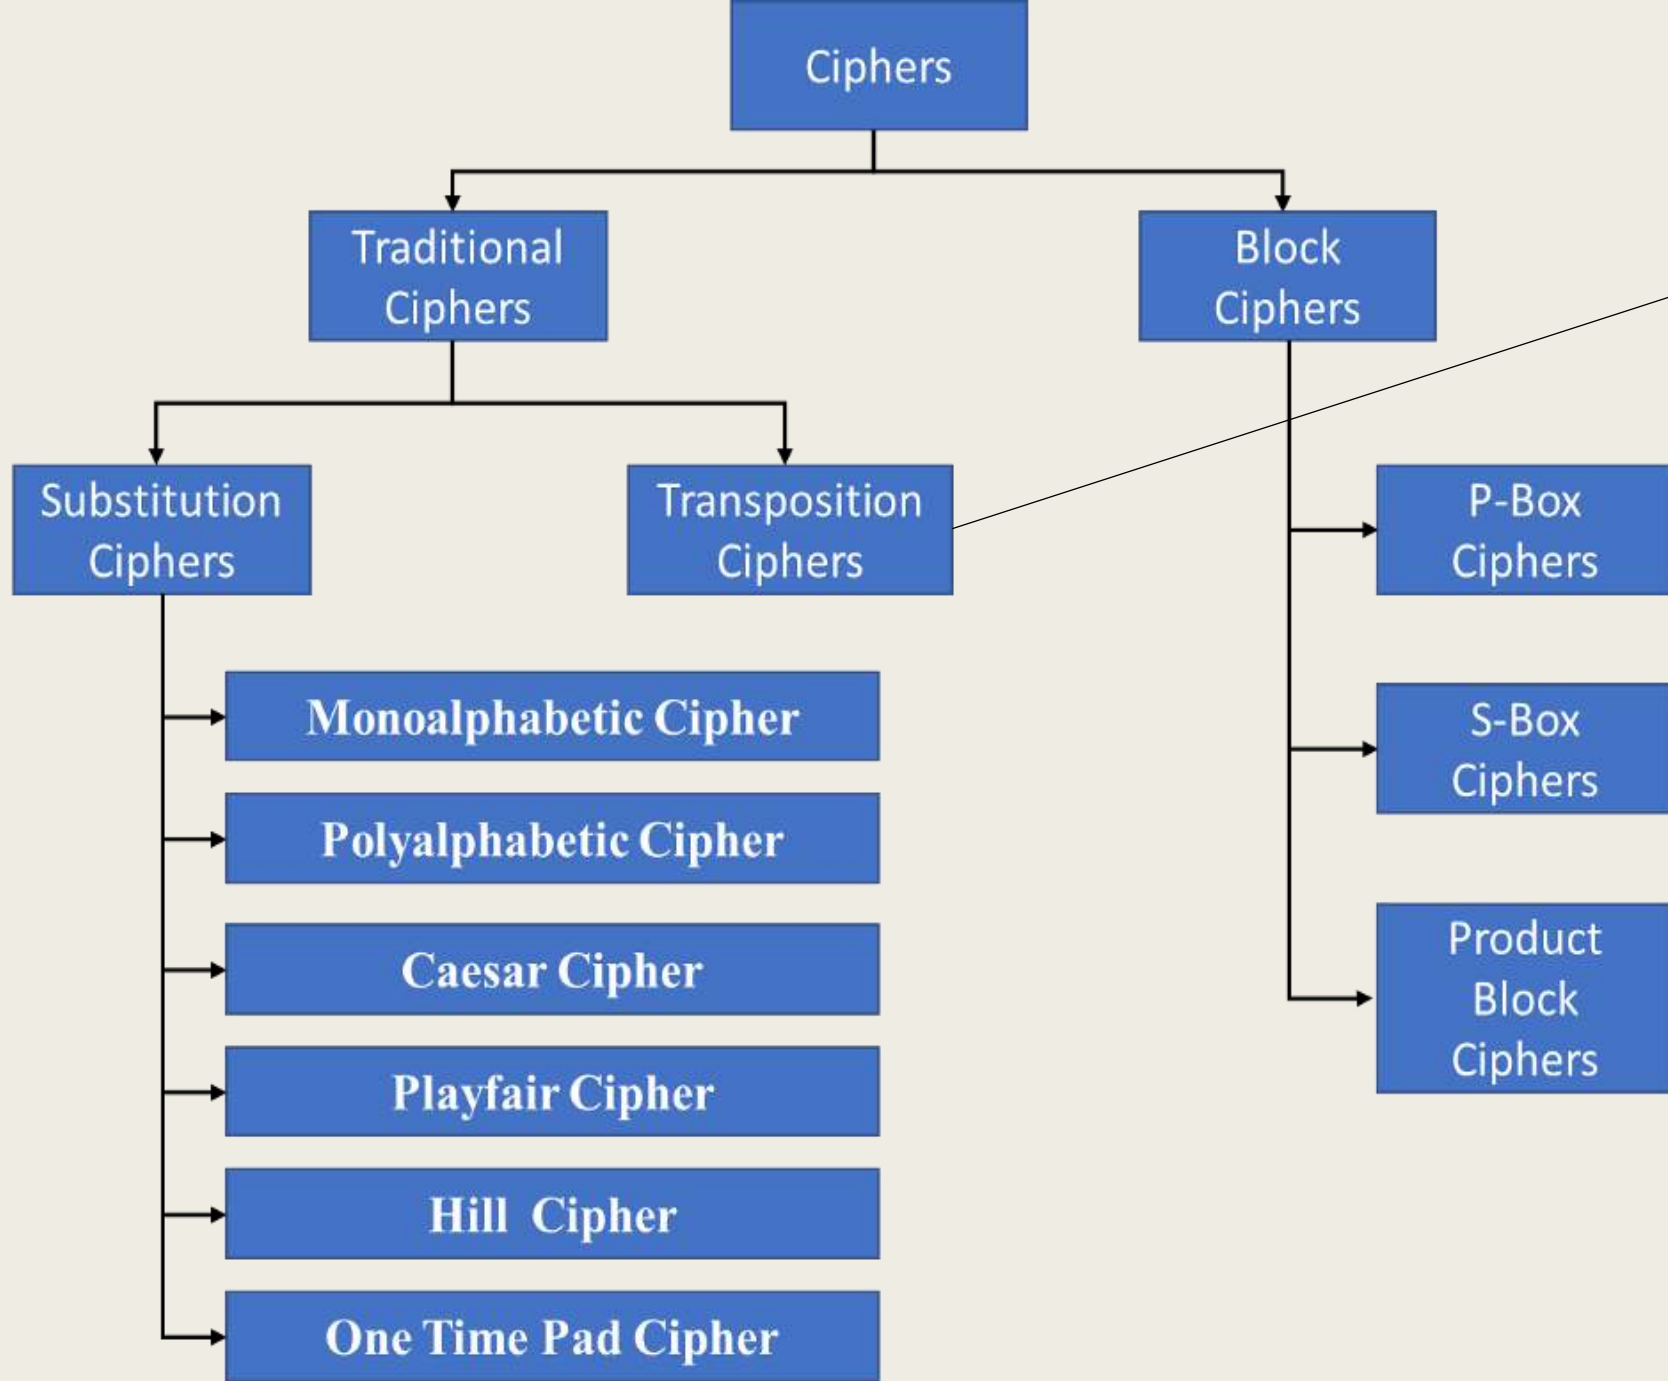 Ciphers
Traditional
Ciphers
Block
Ciphers
Substitution
Ciphers
Transposition
Ciphers
P-Box
Ciphers
Monoalphabetic Cipher
S-Box
Ciphers
Polyalphabetic Cipher
Caesar Cipher
Product
Block
Ciphers
Playfair Cipher
Hill Cipher
One Time Pad Cipher